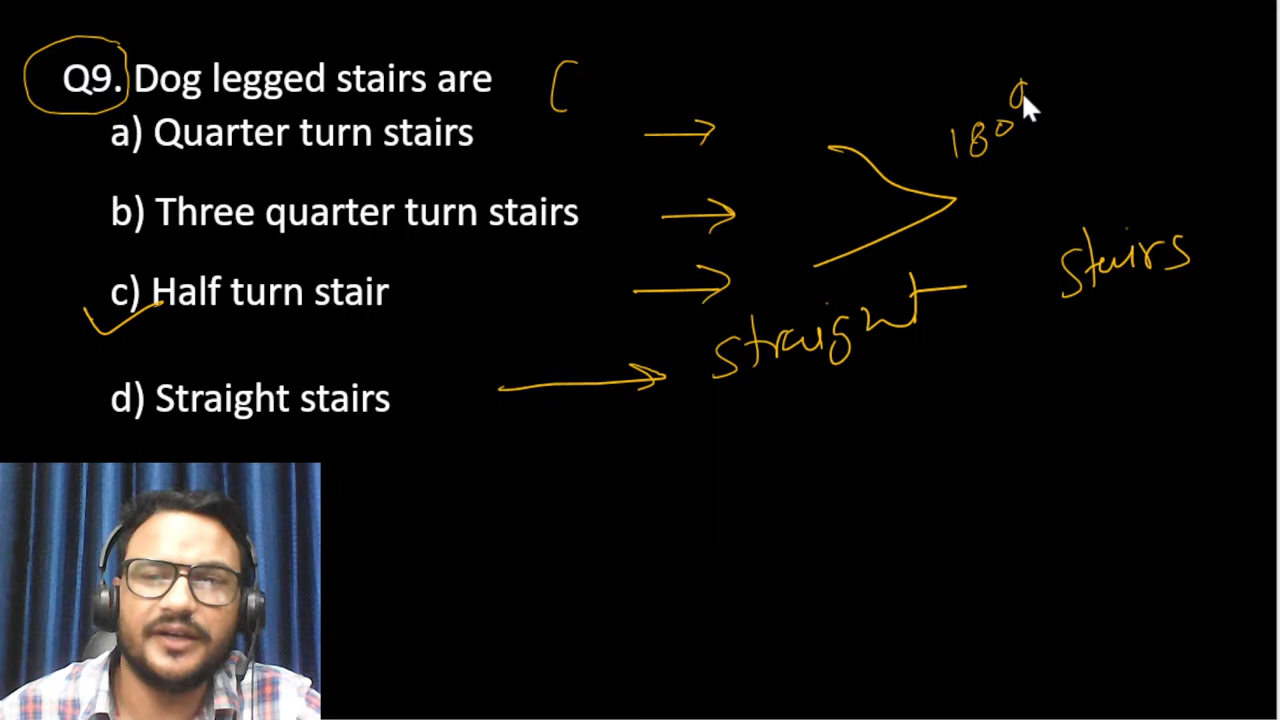 Q9. Dog legged stairs are
a) Quarter turn stairs
180°
b) Three quarter turn stairs
stairs
c) Half turn stair
straight
d) Straight stairs